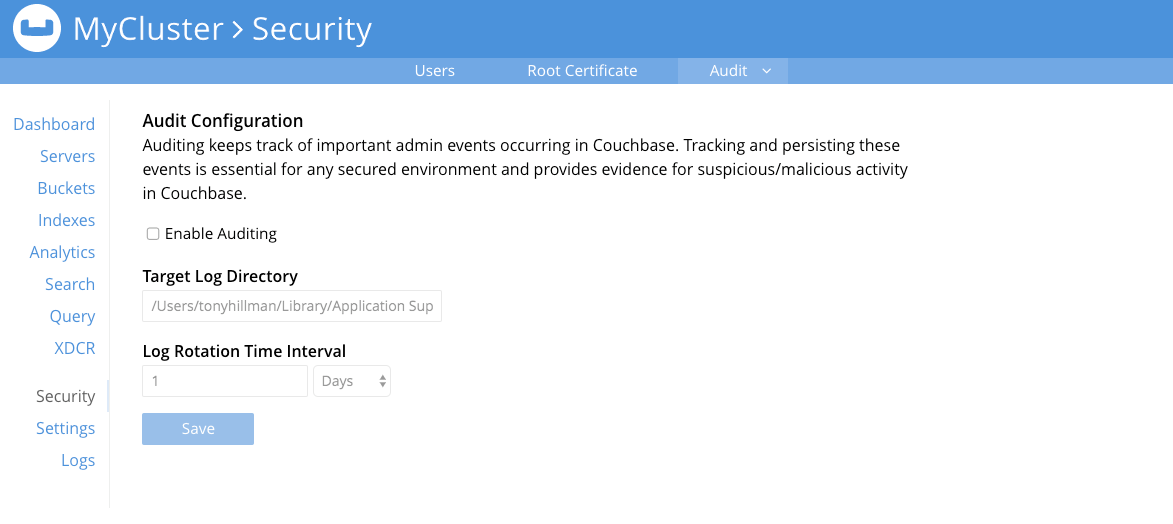 MyCluster > Security
Users
Root Certificate
Audit
Dashboard
Servers
Buckets
Indexes
Analytics
Search
Query
XDCR
Security
Settings
Logs
Audit Configuration
Auditing keeps track of important admin events occurring in Couchbase. Tracking and persisting these
events is essential for any secured environment and provides evidence for suspicious/malicious activity
in Couchbase.
Enable Auditing
Target Log Directory
/Users/tonyhillman/Library/Application Sup
Log Rotation Time Interval
1
Days
Save